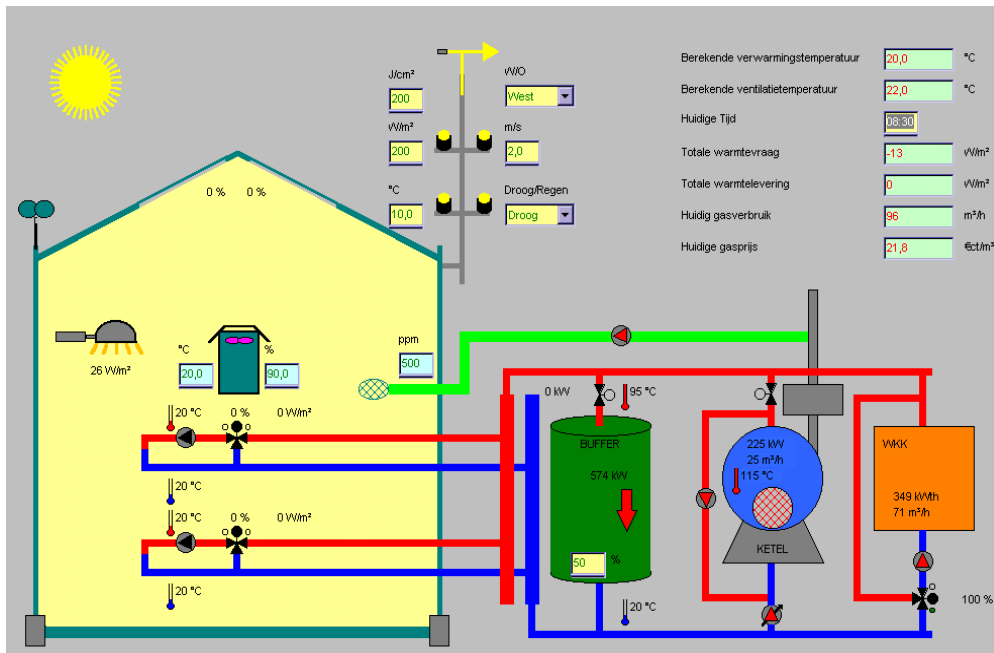 J/cm²
200
W/O
West
W/m²
200
m/s
2,0
°C
10,0
Droog/Regen
Droog
Berekende verwarmingstemperatuur 20,0 °C
Berekende ventilatietemperatuur 22,0 °C
Huidige Tijd 08:30
Totale warmtevraag -13 W/m²
Totale warmtelevering 0 W/m²
Huidig gasverbruik 96 m³/h
Huidige gasprijs 21,8 €ct/m³
0 % 0 %
26 W/m²
°C
20,0
%
90,0
ppm
500
20 °C 0 % 0 W/m²
20 °C
20 °C 0 % 0 W/m²
20 °C
0 kW
95 °C
BUFFER
574 kW
50 %
20 °C
225 kW
25 m³/h
115 °C
KETEL
WKK
349 kWth
71 m³/h
100 %